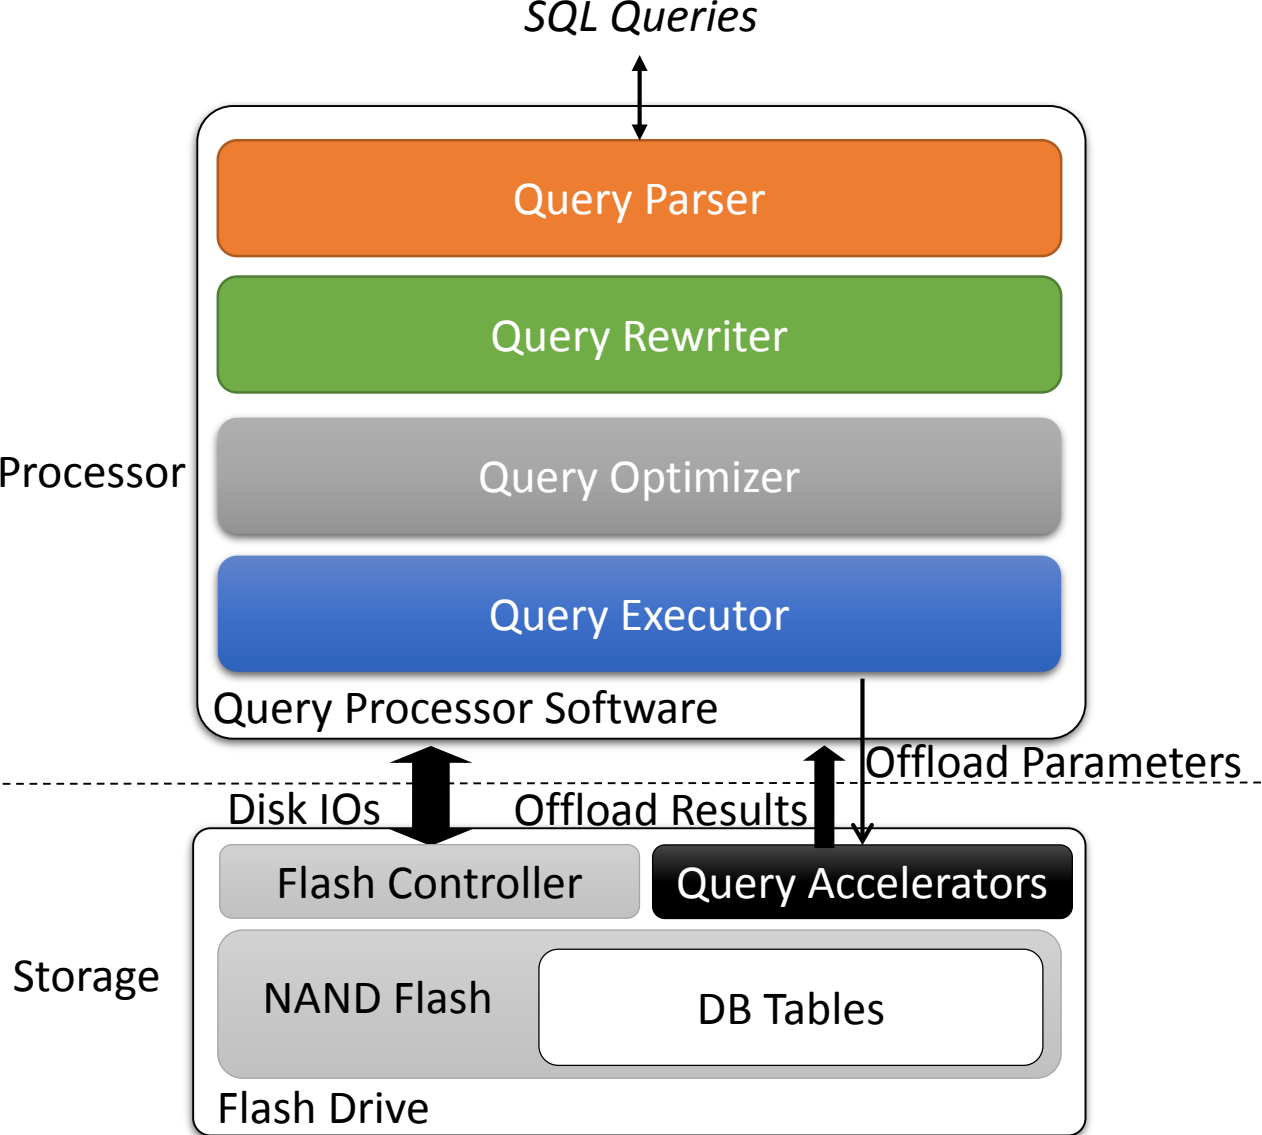 SQL Queries
Query Parser
Query Rewriter
Processor
Query Optimizer
Query Executor
Query Processor Software
Offload Parameters
Disk IOs
Offload Results
Flash Controller
Query Accelerators
Storage
NAND Flash
DB Tables
Flash Drive